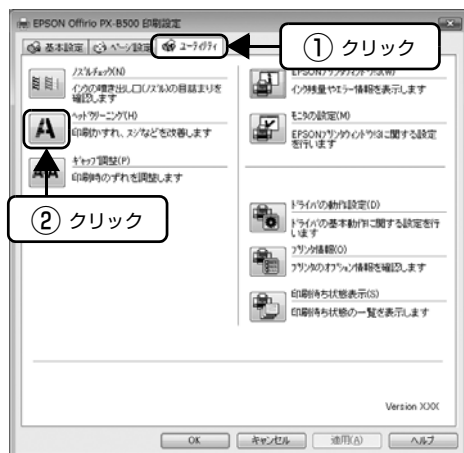 EPSON Offirio PX-B500 印刷設定
基本設定
ページ設定
ユーティリティ
① クリック
ノズルチェック(N)
インクの噴き出し口(ノズル)の目詰まりを
確認します
ヘッドクリーニング(H)
印刷かすれ、スジなどを改善します
ギャップ調整(P)
印刷時のずれを調整します
② クリック
EPSONプリンタウィンドウ!3(W)
インク残量やエラー情報を表示します
モニタの設定(M)
EPSONプリンタウィンドウ!3に関する設定
を行います
ドライバの動作設定(D)
ドライバの基本動作に関する設定を行
います
プリンタ情報(O)
プリンタのオプション情報を確認します
印刷待ち状態表示(S)
印刷待ち状態の一覧を表示します
Version X.XX
OK
キャンセル
適用(A)
ヘルプ